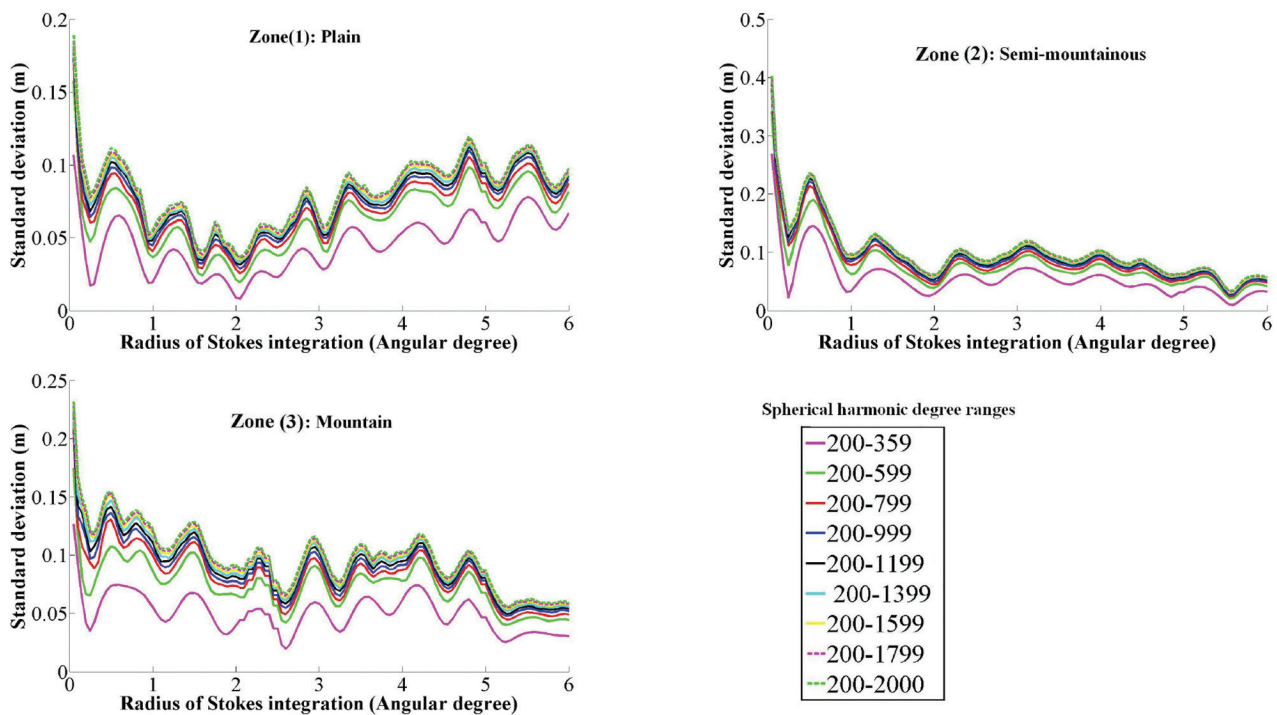 Zone(1): Plain
Standard deviation (m)
0.2
0.15
0.1
0.05
0
0 1 2 3 4 5 6
Radius of Stokes integration (Angular degree)
Zone (2): Semi-mountainous
Standard deviation (m)
0.5
0.4
0.3
0.2
0.1
0
0 1 2 3 4 5 6
Radius of Stokes integration (Angular degree)
Zone (3): Mountain
Standard deviation (m)
0.25
0.2
0.15
0.1
0.05
0
0 1 2 3 4 5 6
Radius of Stokes integration (Angular degree)
Spherical harmonic degree ranges
200-359
200-599
200-799
200-999
200-1199
200-1399
200-1599
200-1799
200-2000